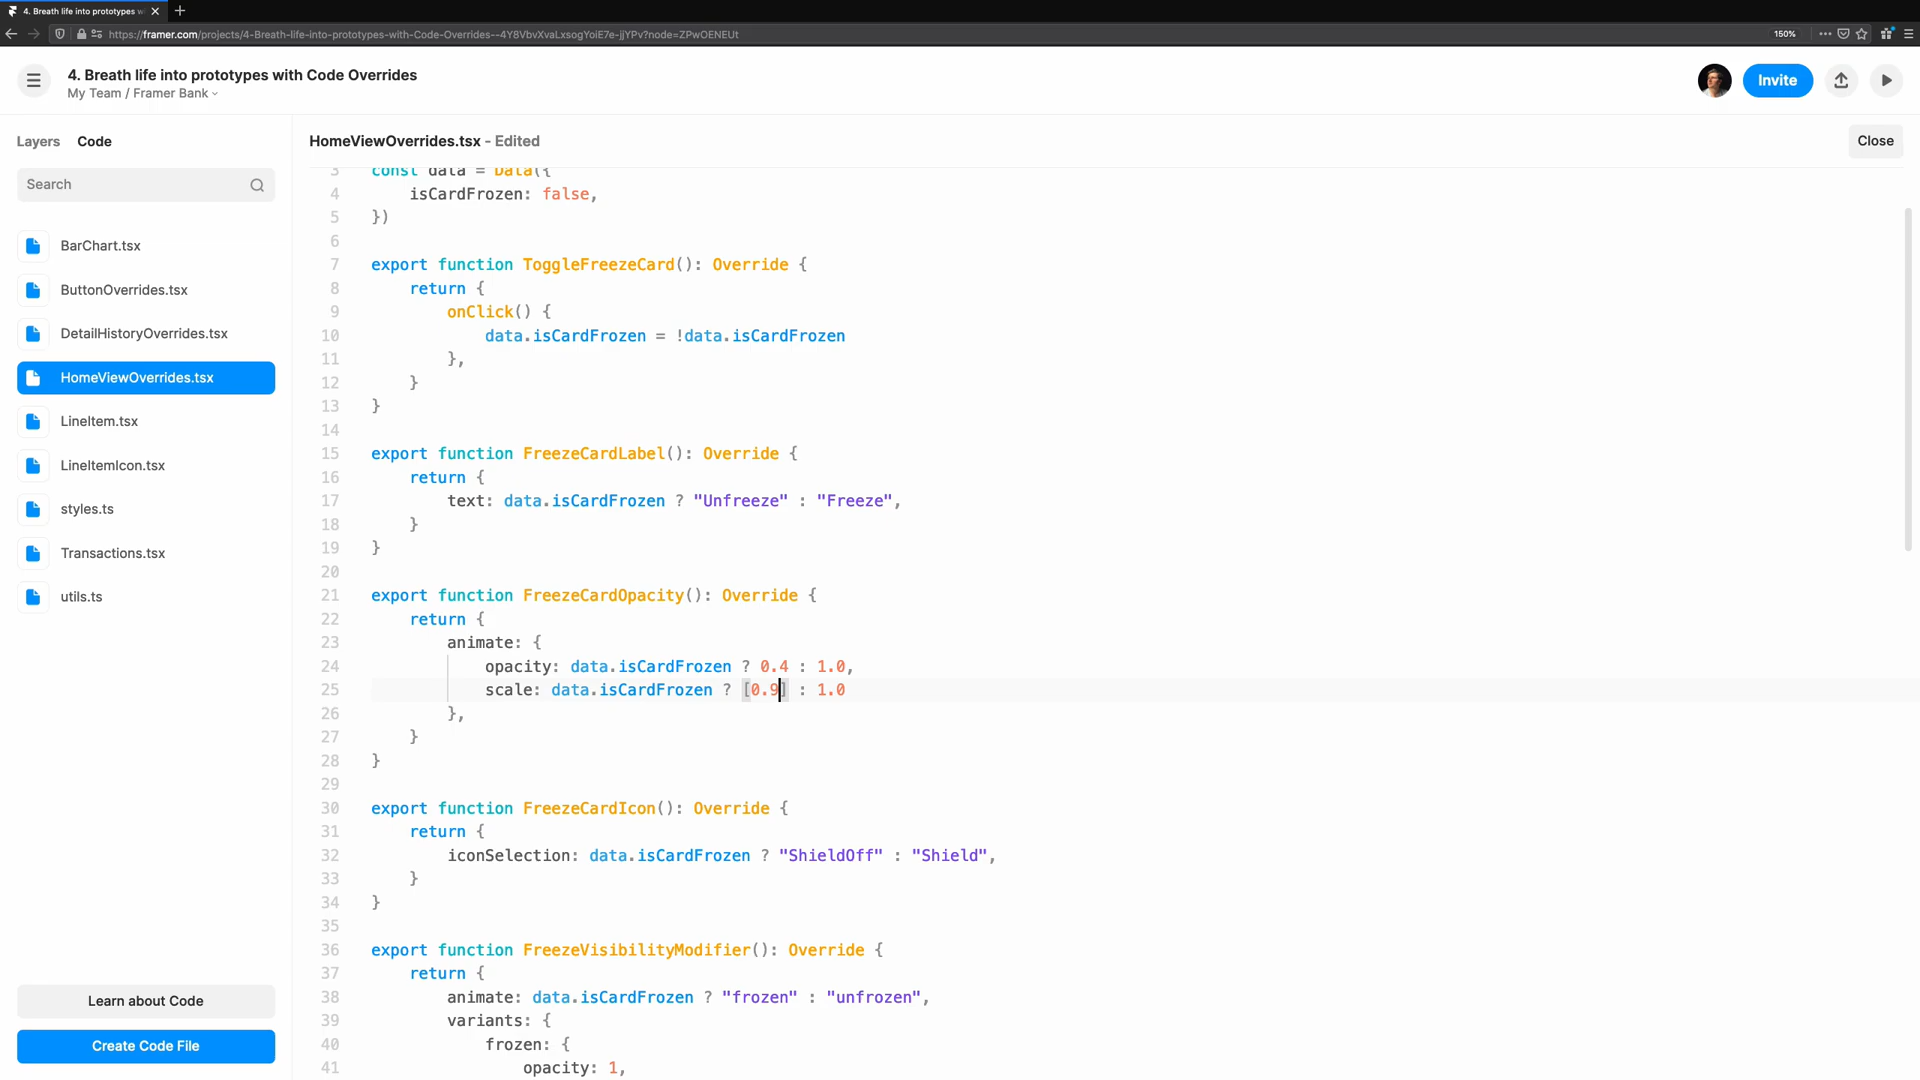 4. Breath life into prototypes w
https://framer.com/projects/4-Breath-life-into-prototypes-with-Code-Overrides--4Y8VbvXvaLxsogYoiE7e-jjYPv?node=ZPwOENEUt
150%
4. Breath life into prototypes with Code Overrides
My Team / Framer Bank
Invite
Layers Code
HomeViewOverrides.tsx - Edited
Close
Search
BarChart.tsx
ButtonOverrides.tsx
DetailHistoryOverrides.tsx
HomeViewOverrides.tsx
LineItem.tsx
LineItemIcon.tsx
styles.ts
Transactions.tsx
utils.ts
Learn about Code
Create Code File
3 const data = Data({
4 isCardFrozen: false,
5 })
6
7 export function ToggleFreezeCard(): Override {
8 return {
9 onClick() {
10 data.isCardFrozen = !data.isCardFrozen
11 },
12 }
13 }
14
15 export function FreezeCardLabel(): Override {
16 return {
17 text: data.isCardFrozen ? "Unfreeze" : "Freeze",
18 }
19 }
20
21 export function FreezeCardOpacity(): Override {
22 return {
23 animate: {
24 opacity: data.isCardFrozen ? 0.4 : 1.0,
25 scale: data.isCardFrozen ? [0.9] : 1.0
26 },
27 }
28 }
29
30 export function FreezeCardIcon(): Override {
31 return {
32 iconSelection: data.isCardFrozen ? "ShieldOff" : "Shield",
33 }
34 }
35
36 export function FreezeVisibilityModifier(): Override {
37 return {
38 animate: data.isCardFrozen ? "frozen" : "unfrozen",
39 variants: {
40 frozen: {
41 opacity: 1,